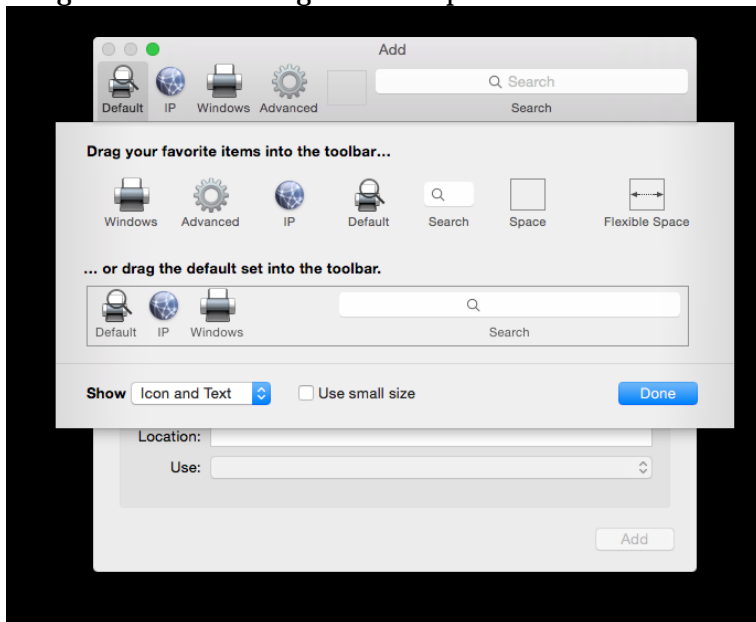 Add
Search
Default IP Windows Advanced Search
Drag your favorite items into the toolbar...
Windows Advanced IP Default Search Space Flexible Space
... or drag the default set into the toolbar.
Default IP Windows Search
Show Icon and Text Use small size Done
Location:
Use:
Add